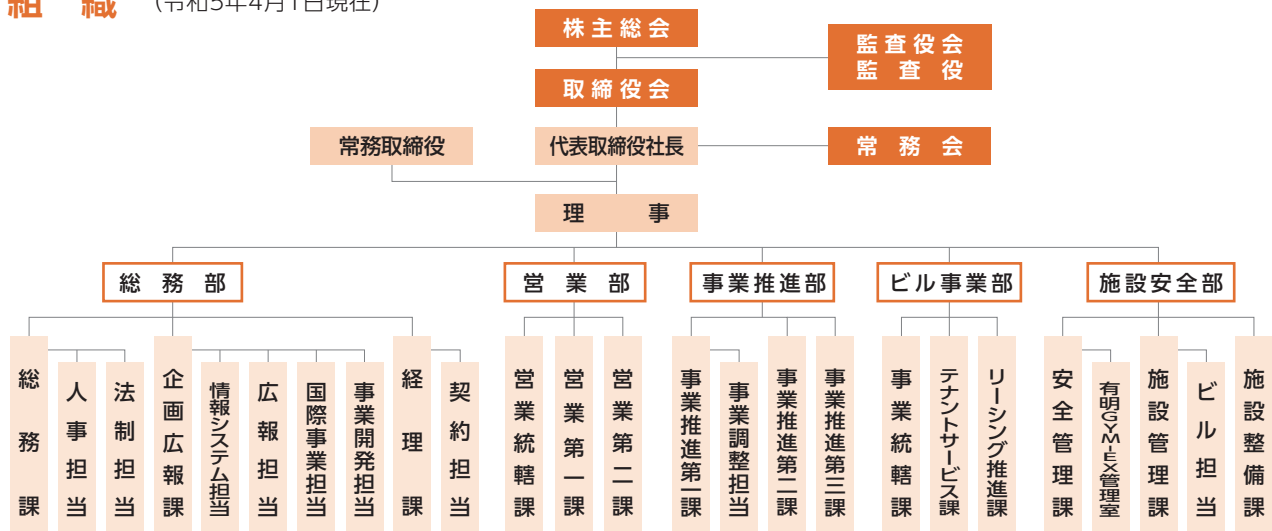 組織
(令和5年4月1日現在)
株主総会
監査役会
監査役
取締役会
常務取締役
代表取締役社長
常務会
理事
総務部
営業部
事業推進部
ビル事業部
施設安全部
総務課
人事担当
法制担当
企画広報課
情報システム担当
広報担当
国際事業担当
事業開発担当
経理課
契約担当
営業統轄課
営業第一課
営業第二課
事業推進第一課
事業調整担当
事業推進第二課
事業推進第三課
事業統轄課
テナントサービス課
リーシング推進課
安全管理課
有明GYM-EX管理室
施設管理課
ビル担当
施設整備課